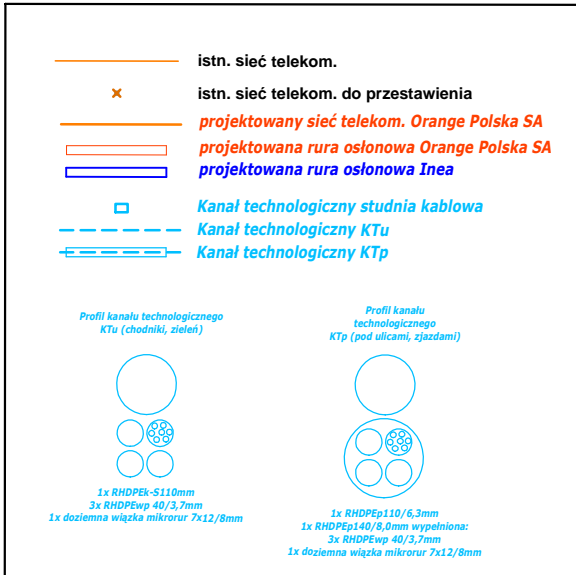 istn. sieć telekom.
istn. sieć telekom. do przestawienia
projektowany sieć telekom. Orange Polska SA
projektowana rura osłonowa Orange Polska SA
projektowana rura osłonowa Inea
Kanał technologiczny studnia kablowa
Kanał technologiczny KTu
Kanał technologiczny KTp
Profil kanału technologicznego
KTu (chodniki, zieleń)
1x RHDPEk-S110mm
3x RHDPEwp 40/3,7mm
1x doziemna wiązka mikrorur 7x12/8mm
Profil kanału
technologicznego
KTp (pod ulicami, zjazdami)
1x RHDPEp110/6,3mm
1x RHDPEp140/8,0mm wypełniona:
3x RHDPEwp 40/3,7mm
1x doziemna wiązka mikrorur 7x12/8mm